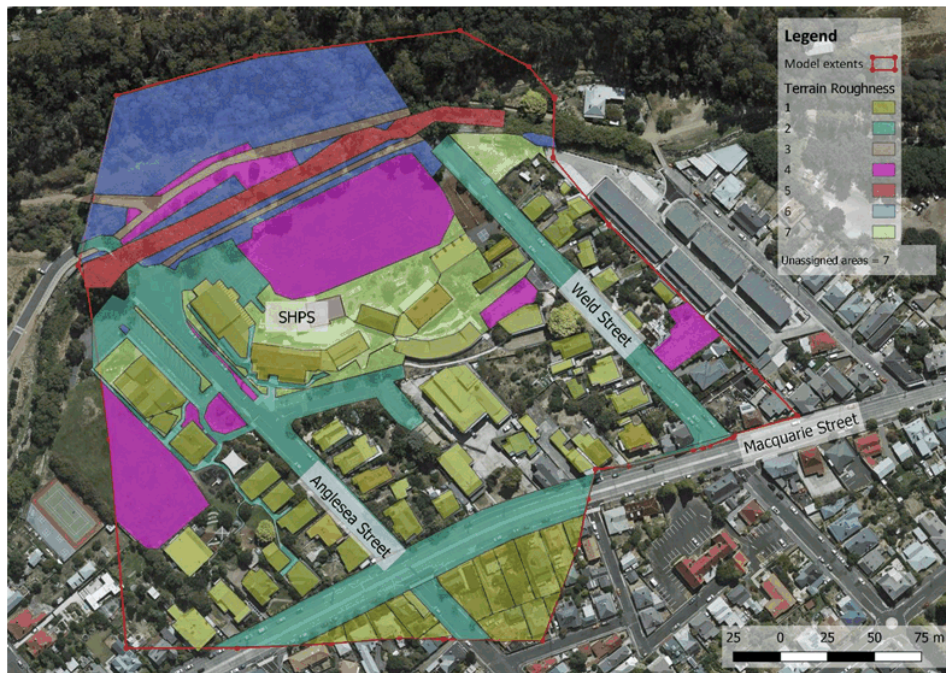 Legend
Model extents
Terrain Roughness
1
2
3
4
5
6
7
Unassigned areas = 7
SHPS
Weld Street
Macquarie Street
Anglesea Street
25 0 25 50 75 m